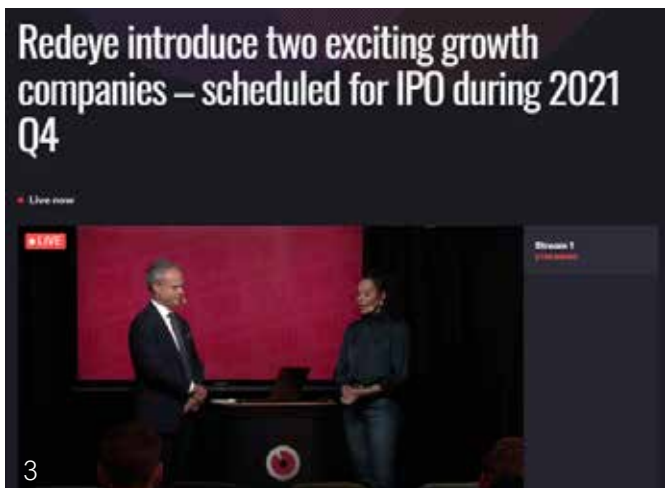 Redeye introduce two exciting growth
companies – scheduled for IPO during 2021
Q4
Live now
LIVE
Stream 1
3